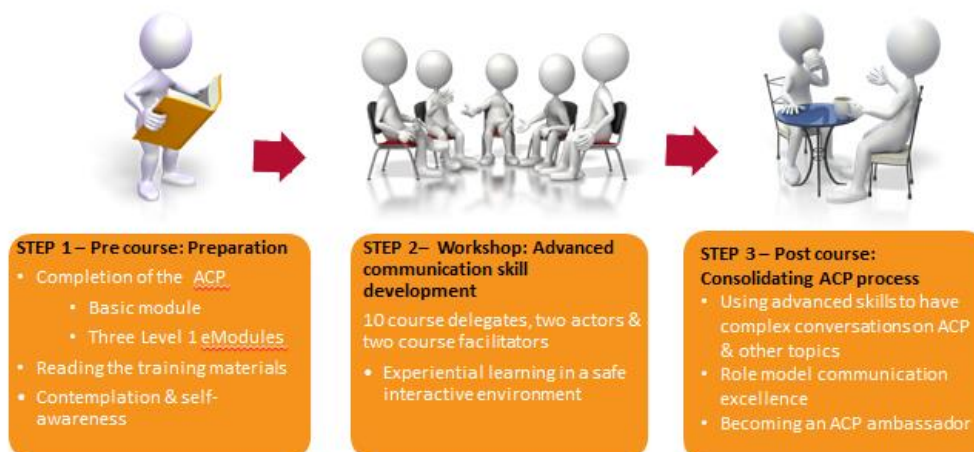 STEP 1 – Pre course: Preparation
• Completion of the ACP
• Basic module
• Three Level 1 eModules
• Reading the training materials
• Contemplation & self-
awareness
STEP 2– Workshop: Advanced
communication skill
development
10 course delegates, two actors &
two course facilitators
• Experiential learning in a safe
interactive environment
STEP 3 – Post course:
Consolidating ACP process
• Using advanced skills to have
complex conversations on ACP
& other topics
• Role model communication
excellence
• Becoming an ACP ambassador